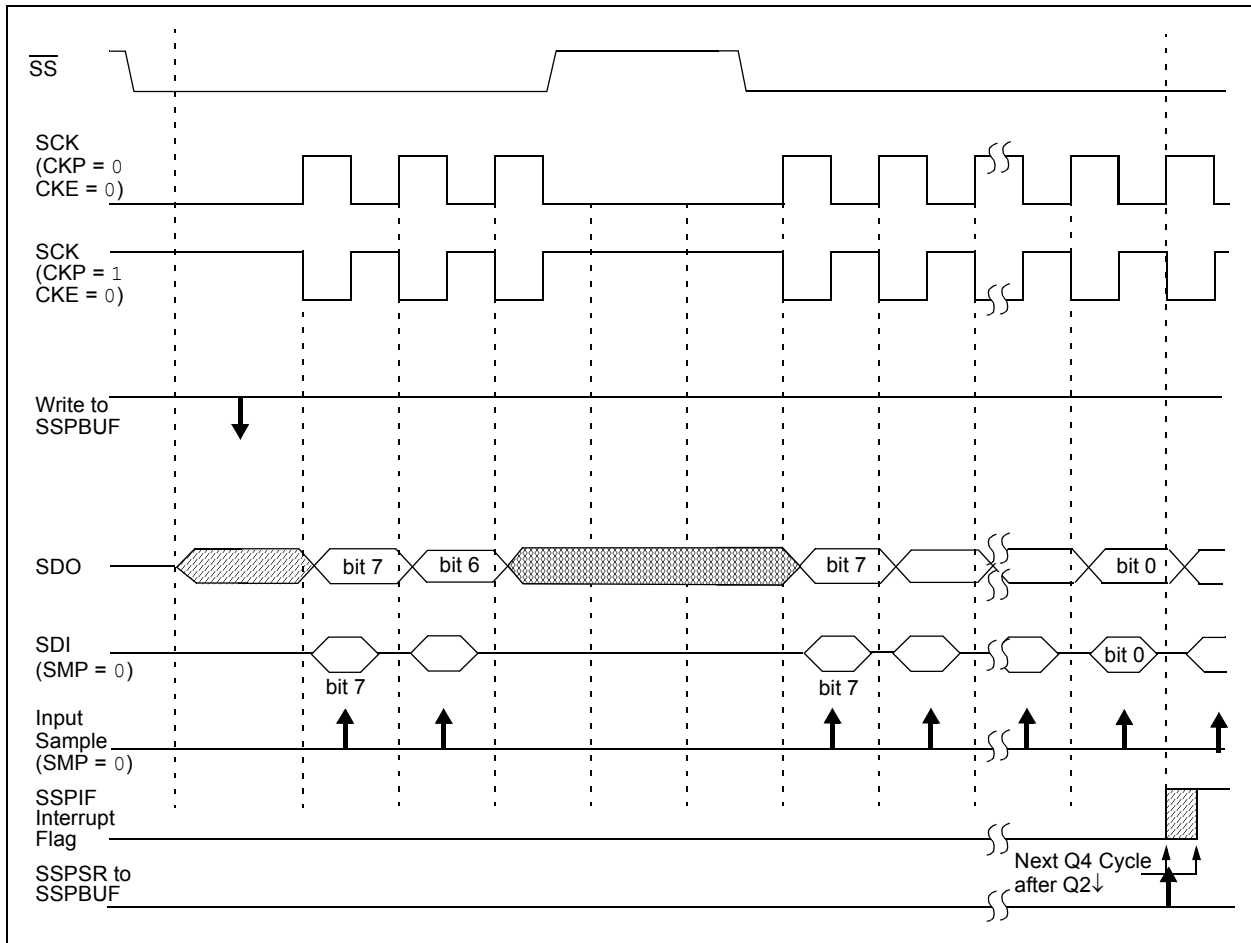 SS
SCK
(CKP = 0
CKE = 0)
SCK
(CKP = 1
CKE = 0)
Write to
SSPBUF
SDO
bit 7
bit 6
bit 7
bit 0
SDI
(SMP = 0)
bit 7
bit 7
bit 0
Input
Sample
(SMP = 0)
SSPIF
Interrupt
Flag
Next Q4 Cycle
after Q2↓
SSPSR to
SSPBUF